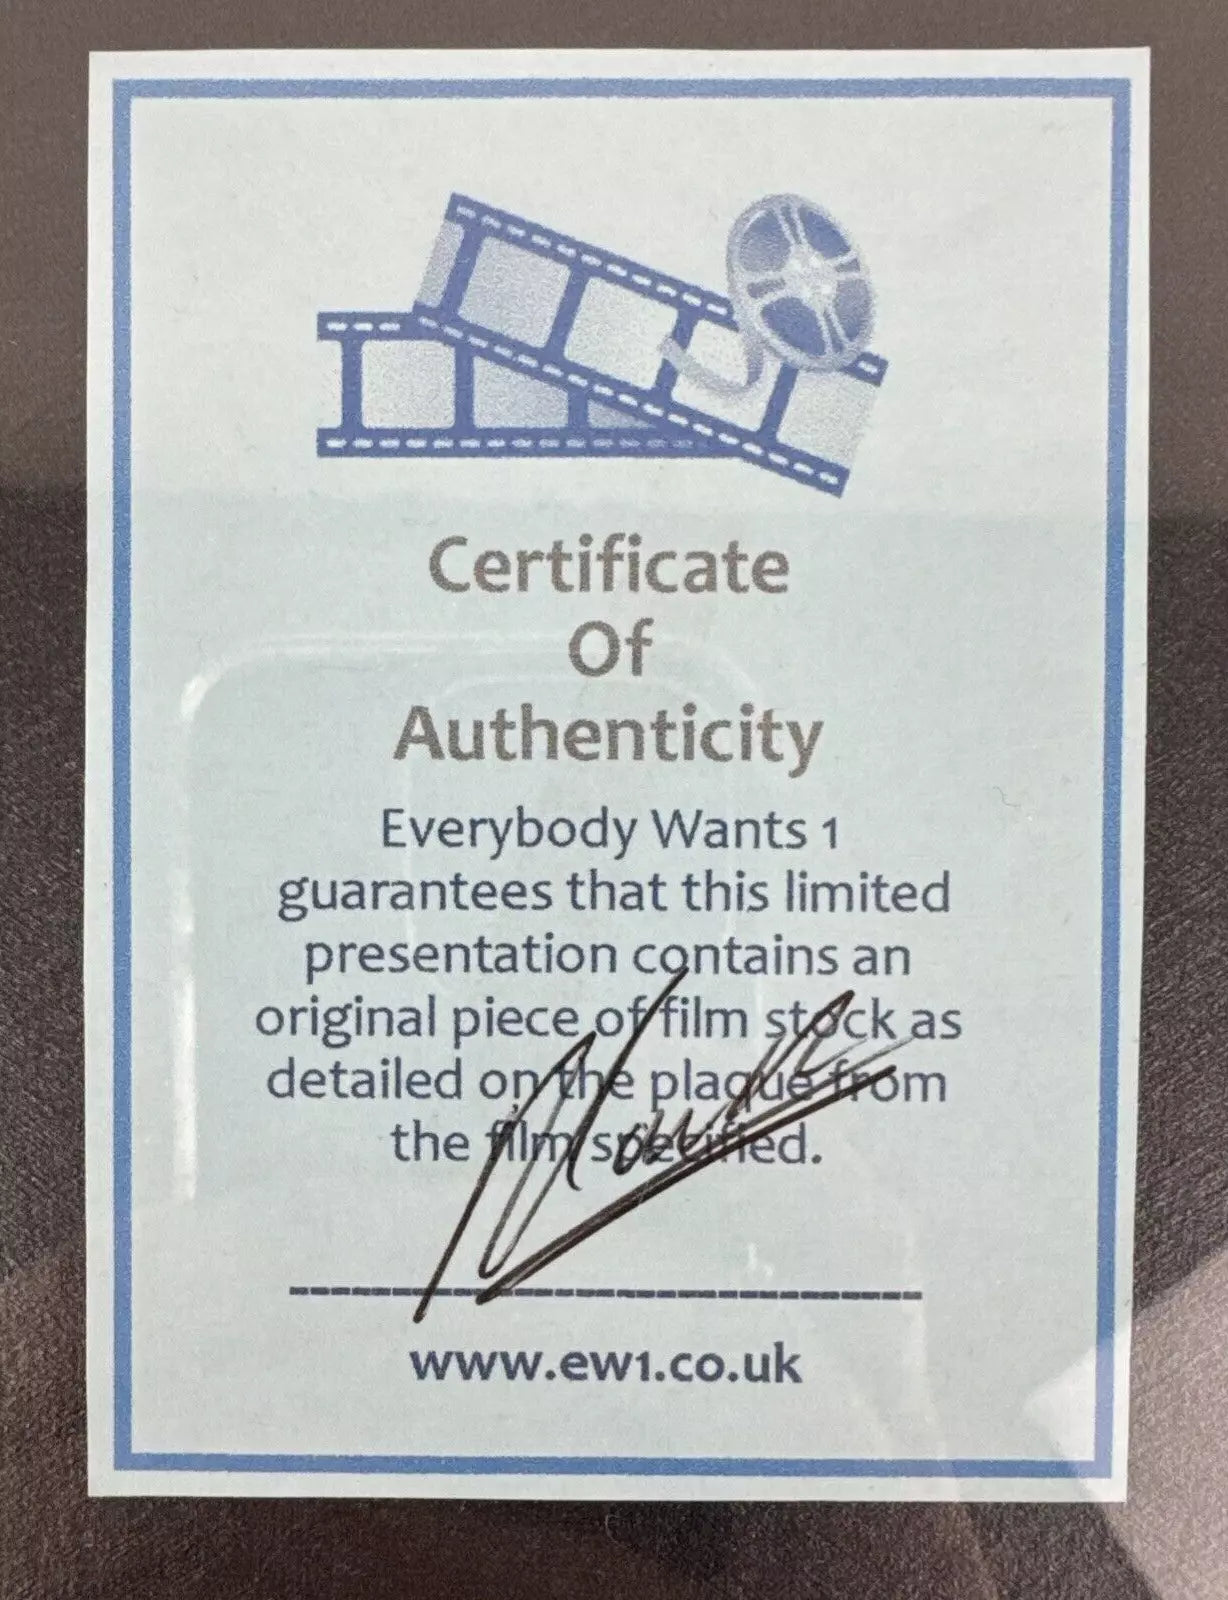 Certificate
Of
Authenticity
Everybody Wants 1
guarantees that this limited
presentation contains an
original piece of film stock as
detailed on the plaque from
the film specified.
www.ew1.co.uk